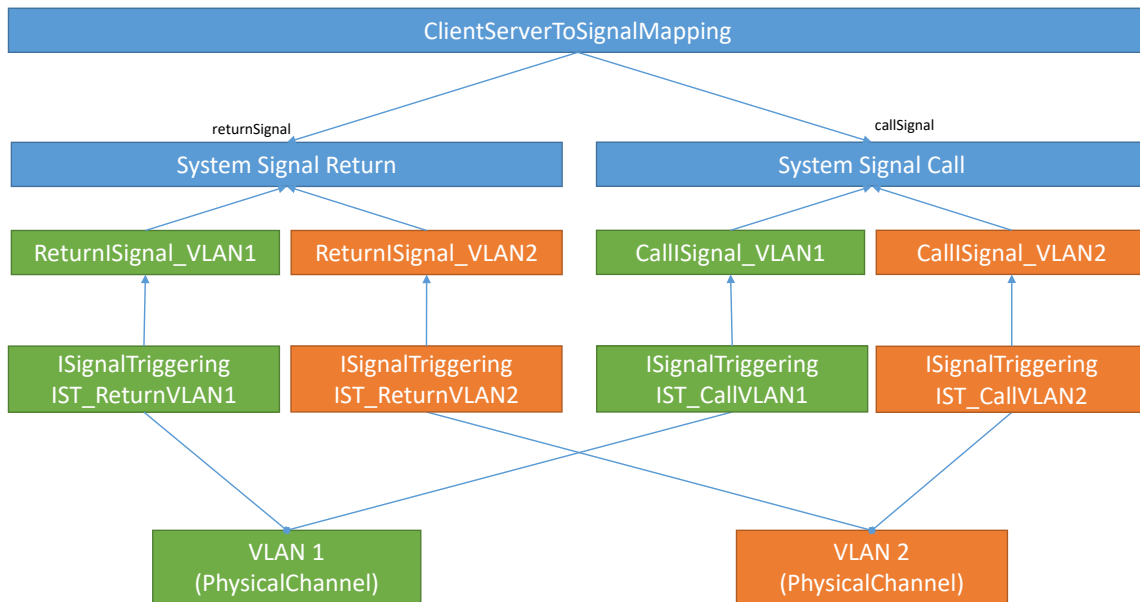 ClientServerToSignalMapping
returnSignal
callSignal
System Signal Return
System Signal Call
ReturnISignal_VLAN1
ReturnISignal_VLAN2
CallISignal_VLAN1
CallISignal_VLAN2
ISignalTriggering
IST_ReturnVLAN1
ISignalTriggering
IST_ReturnVLAN2
ISignalTriggering
IST_CallVLAN1
ISignalTriggering
IST_CallVLAN2
VLAN 1
(PhysicalChannel)
VLAN 2
(PhysicalChannel)